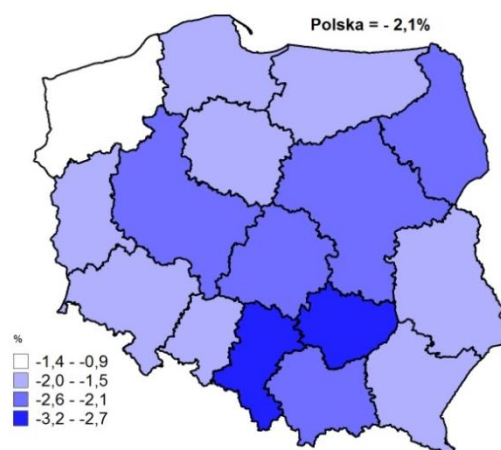 Polska = - 2,1%
%
-1,4 - -0,9
-2,0 - -1,5
-2,6 - -2,1
-3,2 - -2,7